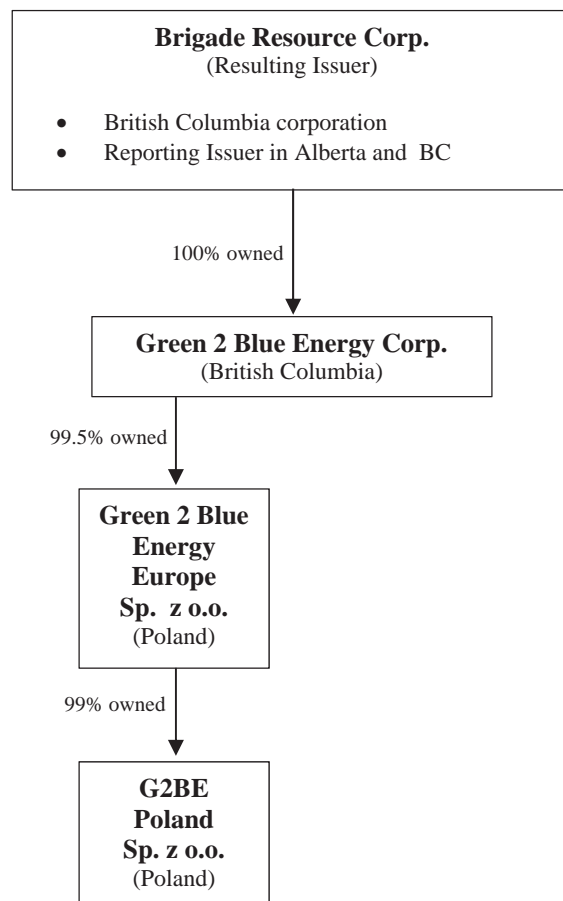 Brigade Resource Corp.
(Resulting Issuer)
• British Columbia corporation
• Reporting Issuer in Alberta and BC
100% owned
Green 2 Blue Energy Corp.
(British Columbia)
99.5% owned
Green 2 Blue
Energy
Europe
Sp. z o.o.
(Poland)
99% owned
G2BE
Poland
Sp. z o.o.
(Poland)